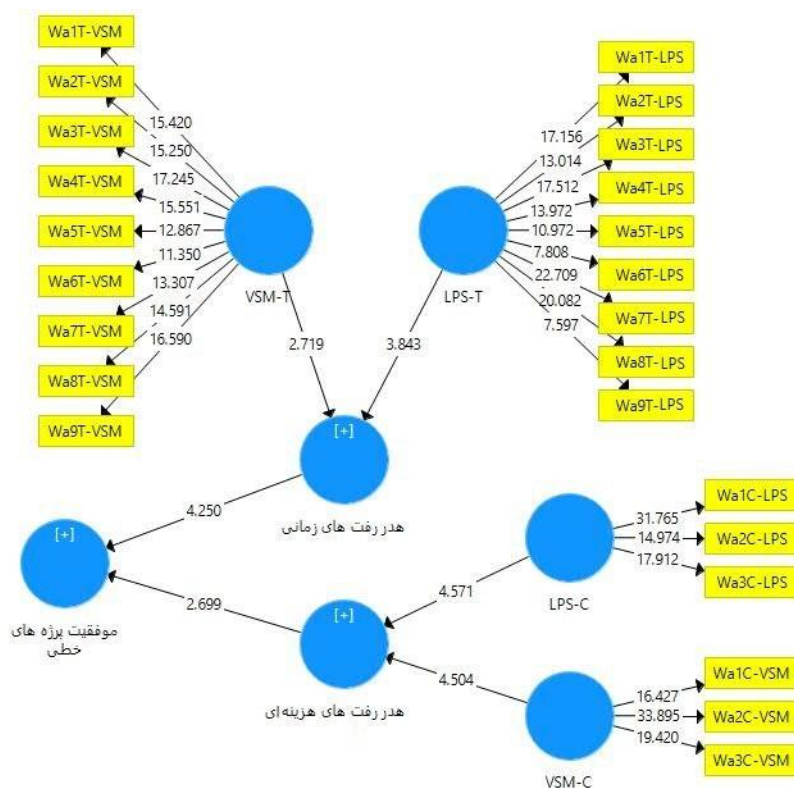 Wa1T-VSM
Wa2T-VSM
Wa3T-VSM
Wa4T-VSM
Wa5T-VSM
Wa6T-VSM
Wa7T-VSM
Wa8T-VSM
Wa9T-VSM
15.420
15.250
17.245
15.551
12.867
11.350
13.307
14.591
16.590
VSM-T
2.719
Wa1T-LPS
Wa2T-LPS
Wa3T-LPS
Wa4T-LPS
Wa5T-LPS
Wa6T-LPS
Wa7T-LPS
Wa8T-LPS
Wa9T-LPS
17.156
13.014
17.512
13.972
10.972
7.808
22.709
20.082
7.597
LPS-T
3.843
[+]
هدر رفت های زمانی
4.250
[+]
موفقیت پرژه های
خطی
2.699
[+]
هدر رفت های هزینه ای
4.571
LPS-C
31.765
14.974
17.912
Wa1C-LPS
Wa2C-LPS
Wa3C-LPS
4.504
VSM-C
16.427
33.895
19.420
Wa1C-VSM
Wa2C-VSM
Wa3C-VSM